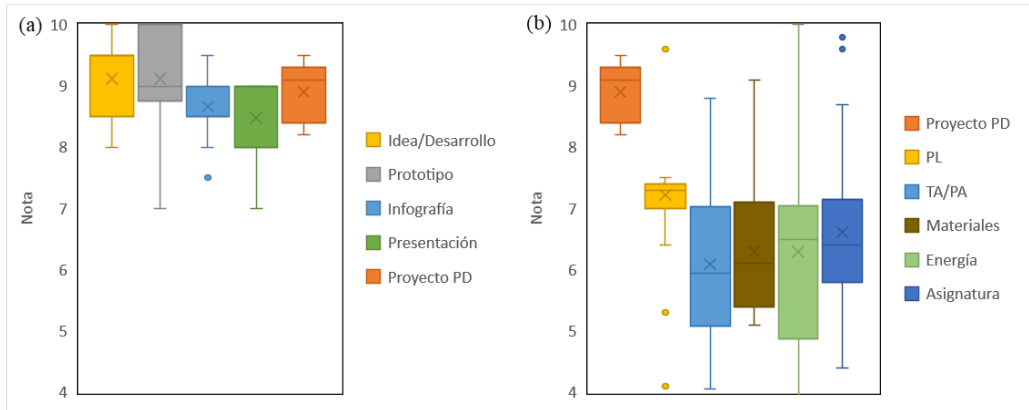 (a)
10
9
8
7
6
5
4
Nota
Idea/Desarrollo
Prototipo
Infografía
Presentación
Proyecto PD
(b)
10
9
8
7
6
5
4
Nota
Proyecto PD
PL
TA/PA
Materiales
Energía
Asignatura